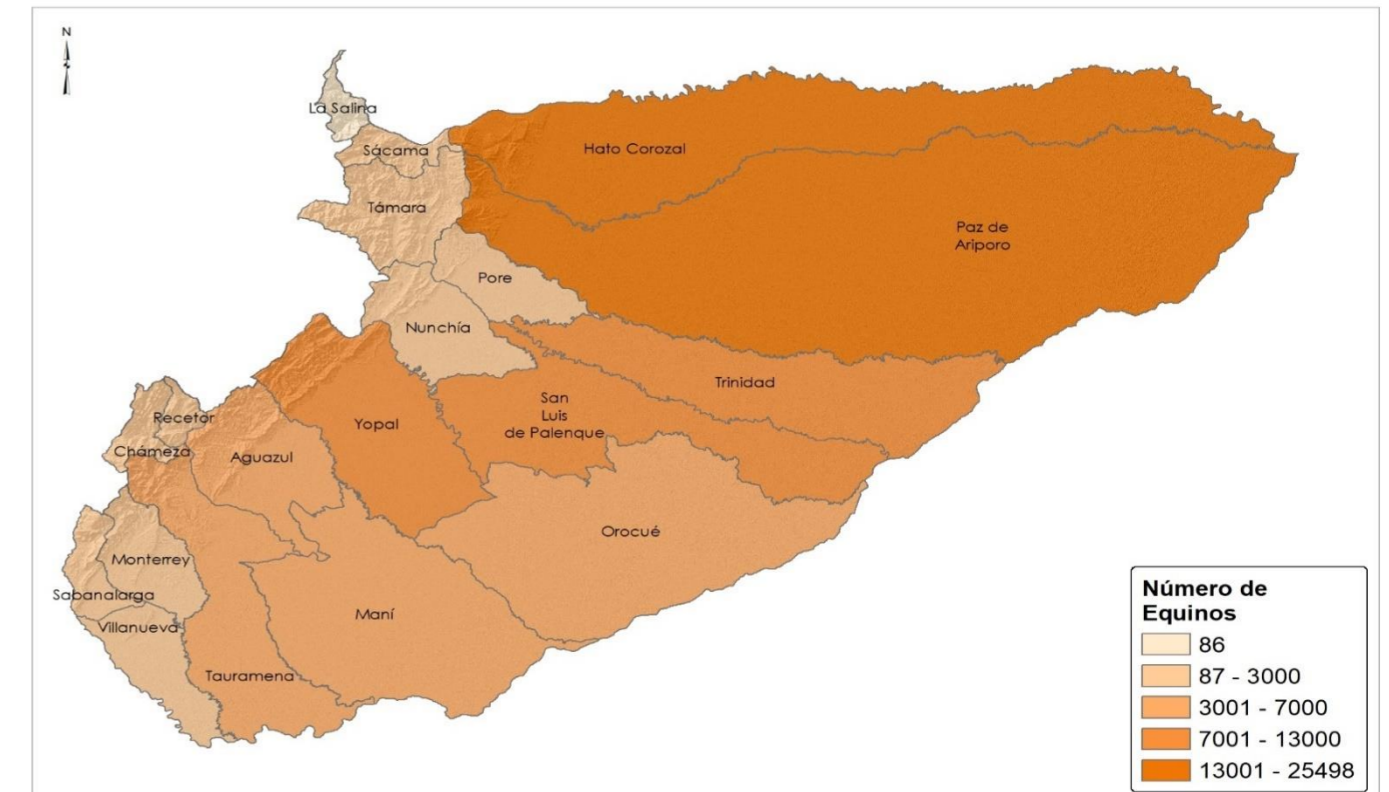 N
La Salina
Sácama
Hato Corozal
Támara
Paz de
Ariporo
Pore
Nunchía
Trinidad
San
Luis
de Palenque
Yopal
Recetor
Chámeza
Aguazul
Orocué
Monterrey
Sabanalarga
Villanueva
Maní
Tauramena
Número de
Equinos
86
87 - 3000
3001 - 7000
7001 - 13000
13001 - 25498